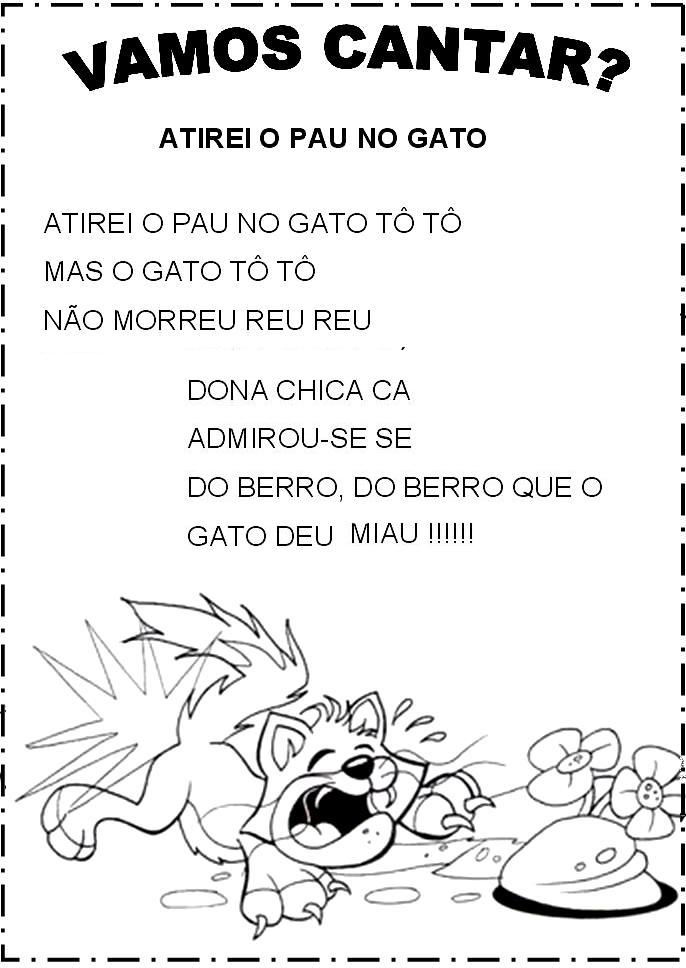 VAMOS CANTAR?
ATIREI O PAU NO GATO
ATIREI O PAU NO GATO TÔ TÔ
MAS O GATO TÔ TÔ
NÃO MORREU REU REU
DONA CHICA CA
ADMIROU-SE SE
DO BERRO, DO BERRO QUE O
GATO DEU MIAU !!!!!!